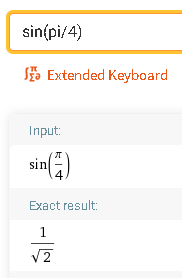 sin(pi/4)
∫π Σ∂ Extended Keyboard
Input:
sin(π/4)
Exact result:
1/√2